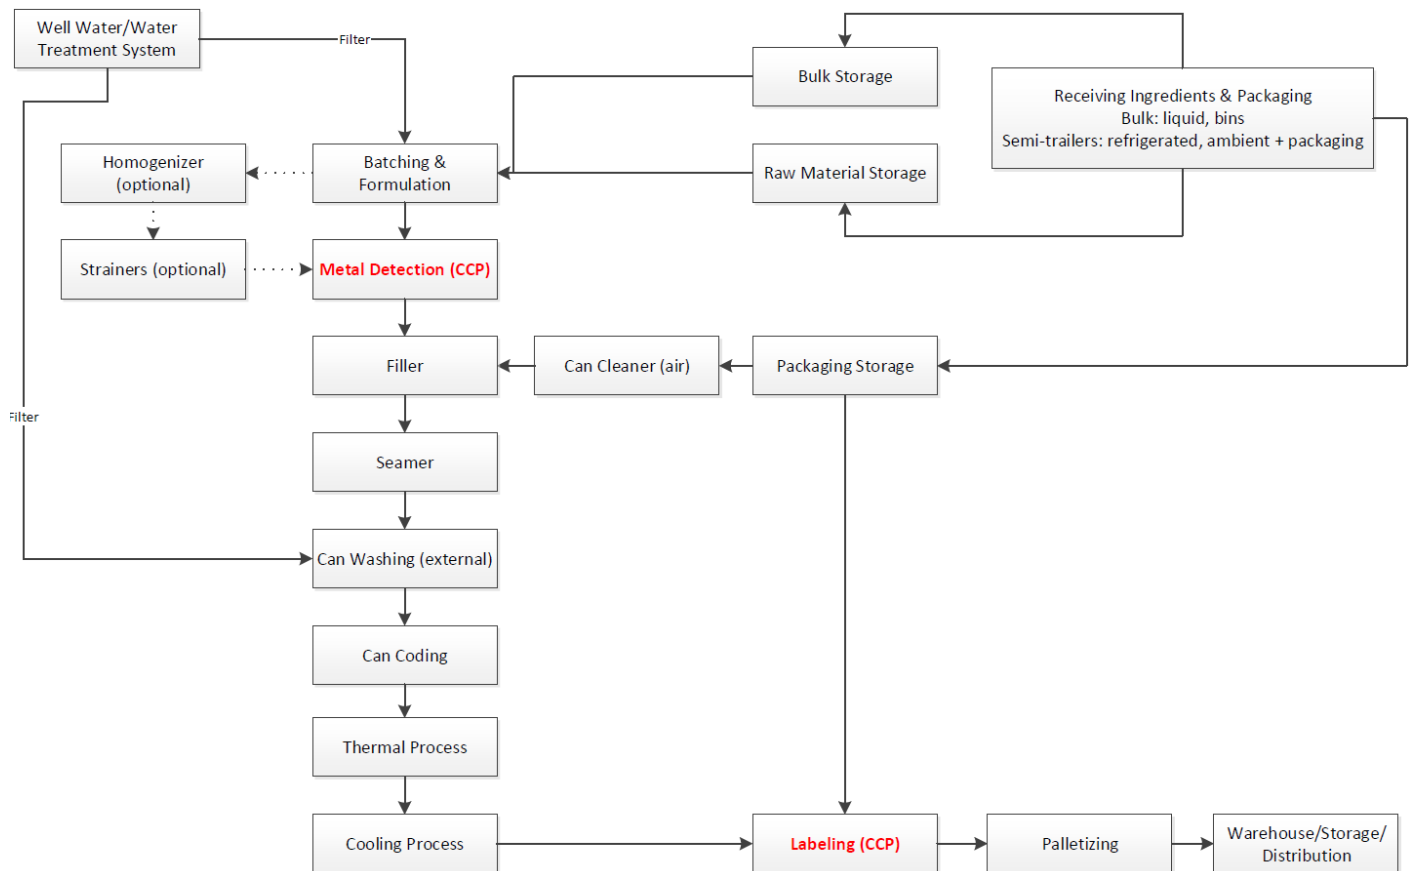 Well Water/Water
Treatment System
Filter
Bulk Storage
Receiving Ingredients & Packaging
Bulk: liquid, bins
Semi-trailers: refrigerated, ambient + packaging
Homogenizer
(optional)
Batching &
Formulation
Raw Material Storage
Strainers (optional)
Metal Detection (CCP)
Filler
Can Cleaner (air)
Packaging Storage
Filter
Seamer
Can Washing (external)
Can Coding
Thermal Process
Cooling Process
Labeling (CCP)
Palletizing
Warehouse/Storage/
Distribution